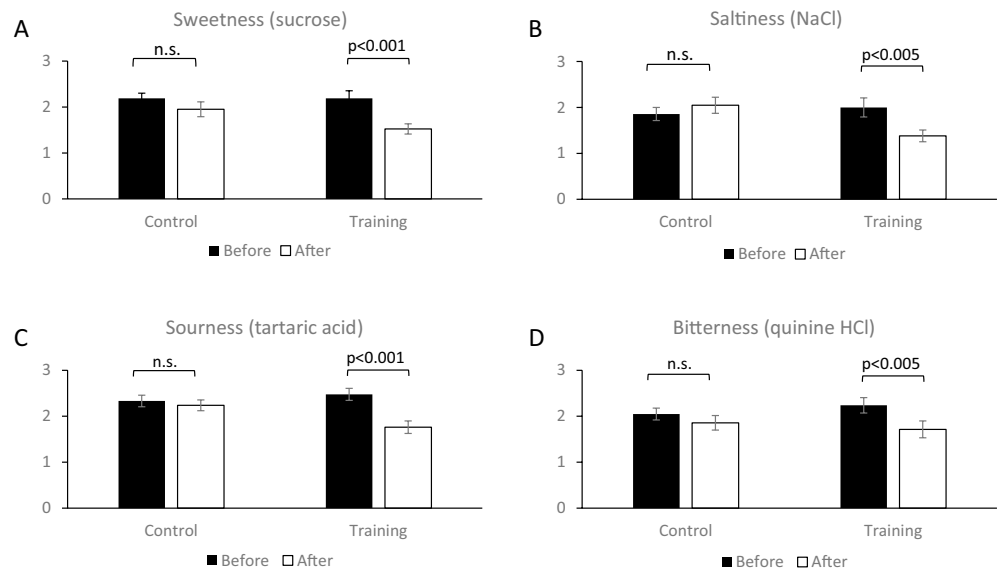 A
Sweetness (sucrose)
n.s.
p<0.001
3
2
1
0
Control
Training
Before After
B
Saltiness (NaCl)
n.s.
p<0.005
3
2
1
0
Control
Training
Before After
C
Sourness (tartaric acid)
n.s.
p<0.001
3
2
1
0
Control
Training
Before After
D
Bitterness (quinine HCl)
n.s.
p<0.005
3
2
1
0
Control
Training
Before After